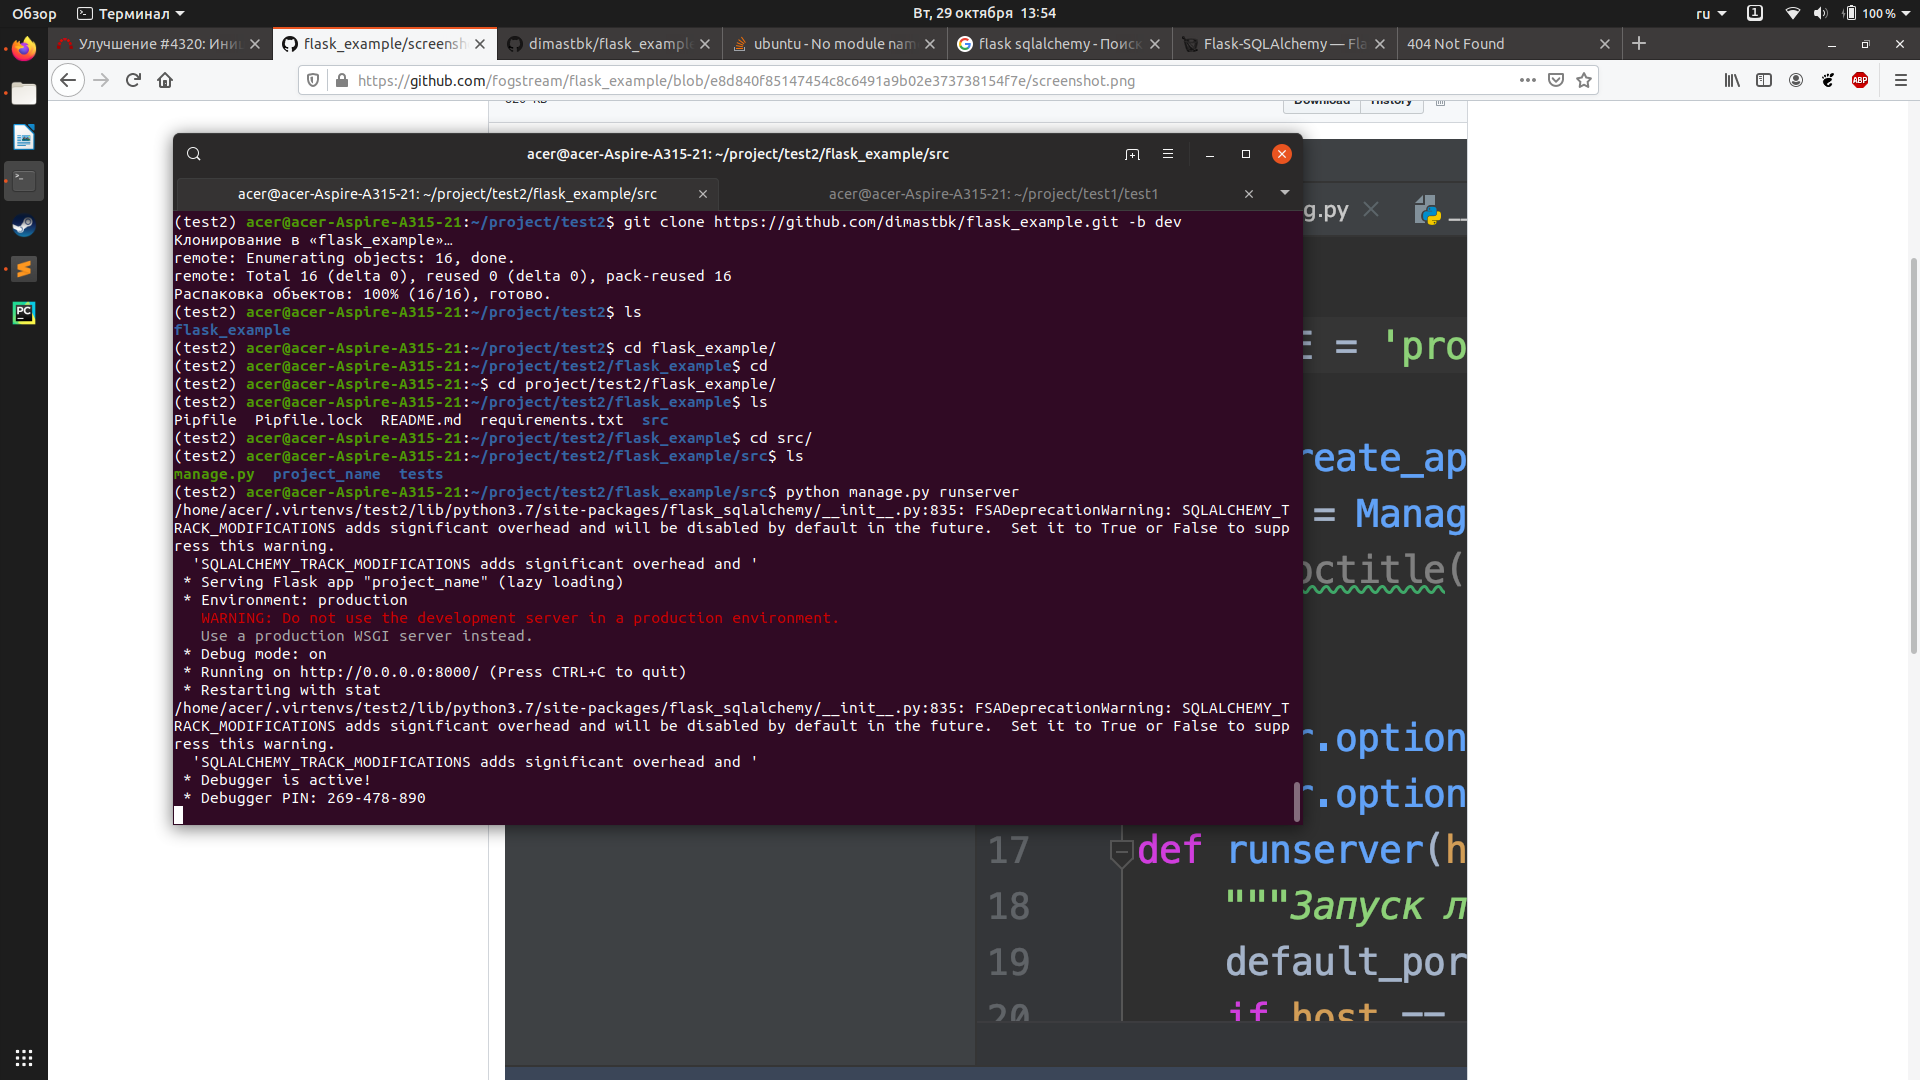 Обзор
Терминал
Вт, 29 октября 13:54
ru
1
100 %
Улучшение #4320: Ини
flask_example/screensh
dimastbk/flask_example
ubuntu - No module nam
flask sqlalchemy - Поиск
Flask-SQLAlchemy — Fla
404 Not Found
https://github.com/fogstream/flask_example/blob/e8d840f85147454c8c6491a9b02e373738154f7e/screenshot.png
ABP
Download
History
acer@acer-Aspire-A315-21: ~/project/test2/flask_example/src
acer@acer-Aspire-A315-21: ~/project/test2/flask_example/src
acer@acer-Aspire-A315-21: ~/project/test1/test1
(test2) acer@acer-Aspire-A315-21:~/project/test2$ git clone https://github.com/dimastbk/flask_example.git -b dev
Клонирование в «flask_example»…
remote: Enumerating objects: 16, done.
remote: Total 16 (delta 0), reused 0 (delta 0), pack-reused 16
Распаковка объектов: 100% (16/16), готово.
(test2) acer@acer-Aspire-A315-21:~/project/test2$ ls
flask_example
(test2) acer@acer-Aspire-A315-21:~/project/test2$ cd flask_example/
(test2) acer@acer-Aspire-A315-21:~/project/test2/flask_example$ cd
(test2) acer@acer-Aspire-A315-21:~$ cd project/test2/flask_example/
(test2) acer@acer-Aspire-A315-21:~/project/test2/flask_example$ ls
Pipfile  Pipfile.lock  README.md  requirements.txt  src
(test2) acer@acer-Aspire-A315-21:~/project/test2/flask_example$ cd src/
(test2) acer@acer-Aspire-A315-21:~/project/test2/flask_example/src$ ls
manage.py  project_name  tests
(test2) acer@acer-Aspire-A315-21:~/project/test2/flask_example/src$ python manage.py runserver
/home/acer/.virtenvs/test2/lib/python3.7/site-packages/flask_sqlalchemy/__init__.py:835: FSADeprecationWarning: SQLALCHEMY_T
RACK_MODIFICATIONS adds significant overhead and will be disabled by default in the future.  Set it to True or False to supp
ress this warning.
  'SQLALCHEMY_TRACK_MODIFICATIONS adds significant overhead and '
 * Serving Flask app "project_name" (lazy loading)
 * Environment: production
   WARNING: Do not use the development server in a production environment.
   Use a production WSGI server instead.
 * Debug mode: on
 * Running on http://0.0.0.0:8000/ (Press CTRL+C to quit)
 * Restarting with stat
/home/acer/.virtenvs/test2/lib/python3.7/site-packages/flask_sqlalchemy/__init__.py:835: FSADeprecationWarning: SQLALCHEMY_T
RACK_MODIFICATIONS adds significant overhead and will be disabled by default in the future.  Set it to True or False to supp
ress this warning.
  'SQLALCHEMY_TRACK_MODIFICATIONS adds significant overhead and '
 * Debugger is active!
 * Debugger PIN: 269-478-890
g.py
E = 'pro
reate_ap
= Manag
octitle(
r.option
r.option
17 def runserver(h
18 """Запуск л
19 default_por
20 if host ==
PC